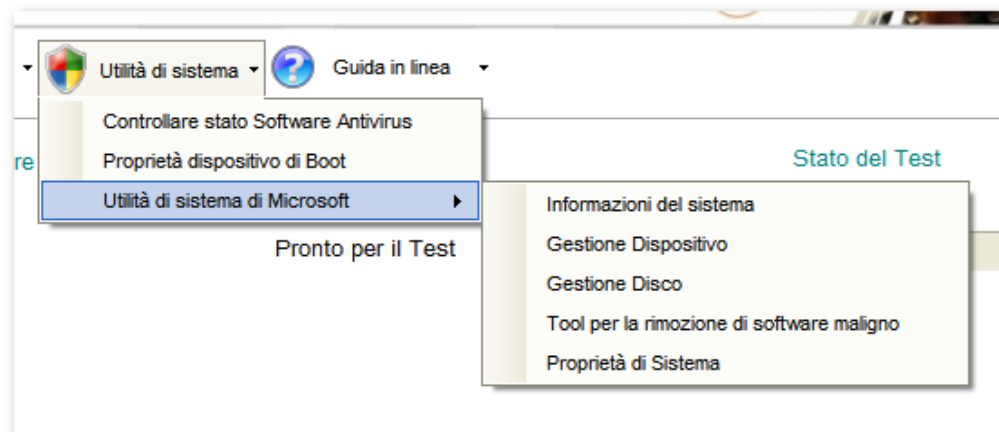 Utilità di sistema
Guida in linea
Controllare stato Software Antivirus
re
Proprietà dispositivo di Boot
Stato del Test
Utilità di sistema di Microsoft
Informazioni del sistema
Pronto per il Test
Gestione Dispositivo
Gestione Disco
Tool per la rimozione di software maligno
Proprietà di Sistema